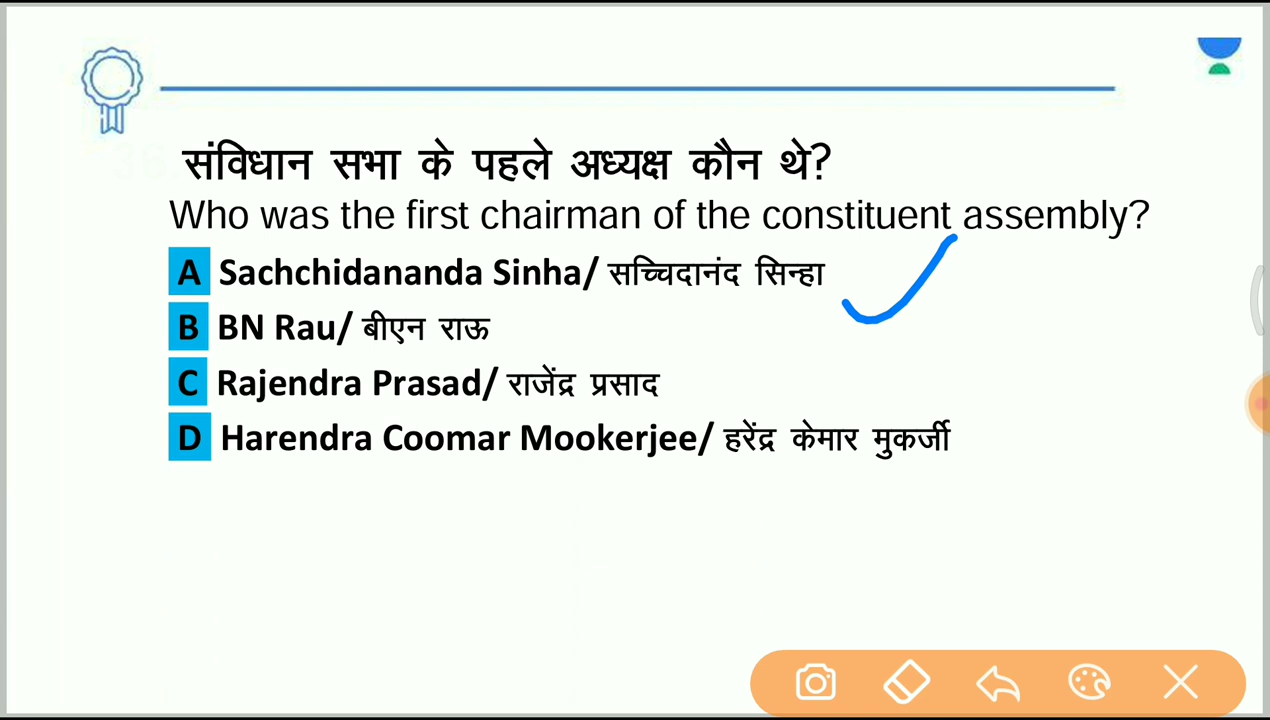 संविधान सभा के पहले अध्यक्ष कौन थे?
Who was the first chairman of the constituent assembly?
A Sachchidananda Sinha/ सच्चिदानंद सिन्हा
B BN Rau/ बीएन राऊ
C Rajendra Prasad/ राजेंद्र प्रसाद
D Harendra Coomar Mookerjee/ हरेंद्र केमार मुकर्जी